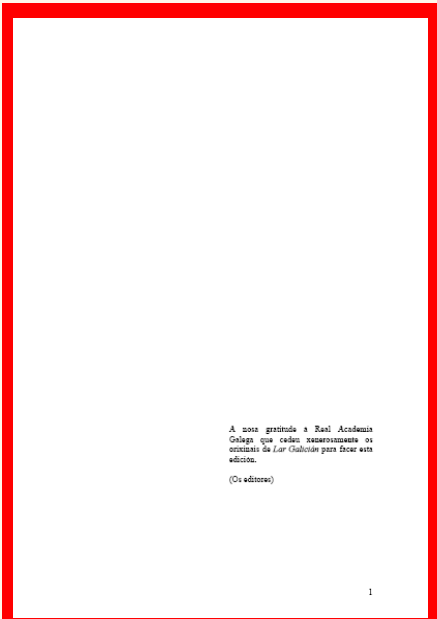 A nosa gratitude á Real Academia
Galega que cedeu xenerosamente os
orixinais de Lar Galicián para facer esta
edición.
(Os editores)
1